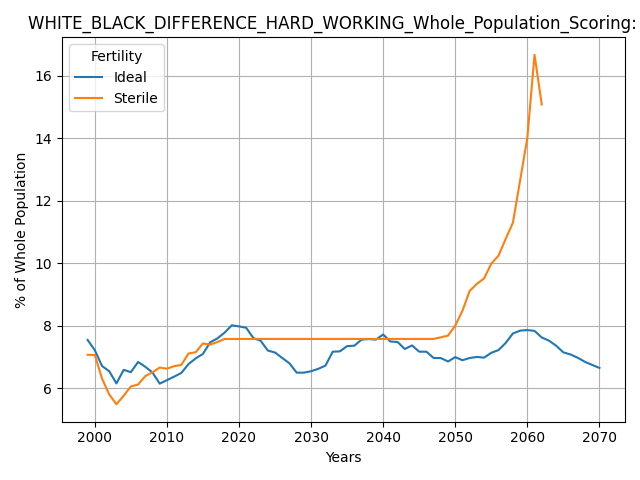 WHITE_BLACK_DIFFERENCE_HARD_WORKING_Whole_Population_Scoring:
Fertility
Ideal
Sterile
% of Whole Population
16
14
12
10
8
6
2000 2010 2020 2030 2040 2050 2060 2070
Years